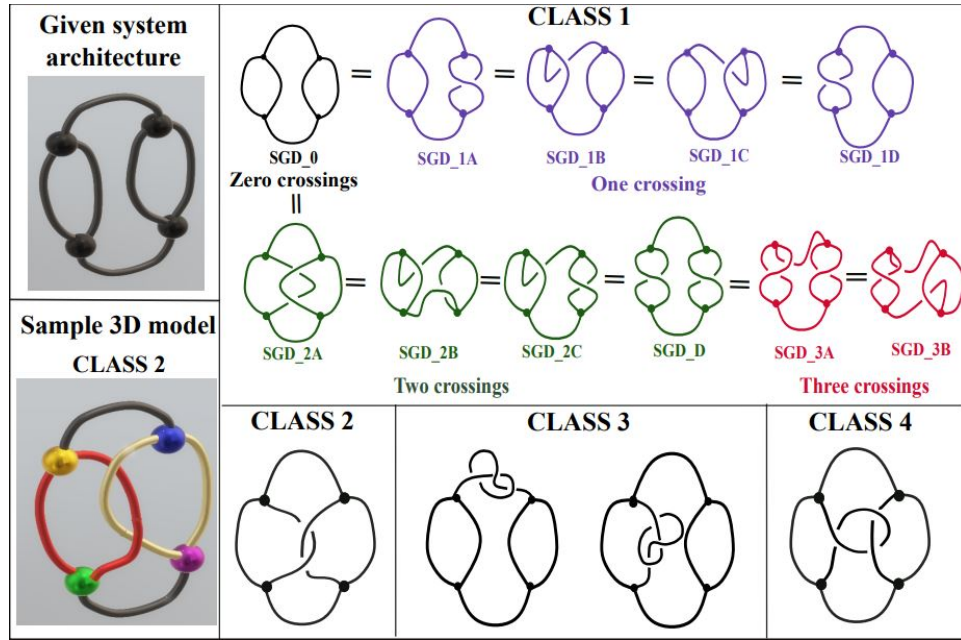 Given system
architecture
Sample 3D model
CLASS 2
CLASS 1
= = = =
SGD_0 SGD_1A SGD_1B SGD_1C SGD_1D
Zero crossings One crossing
=
= = = = =
SGD_2A SGD_2B SGD_2C SGD_D SGD_3A SGD_3B
Two crossings Three crossings
CLASS 2 CLASS 3 CLASS 4